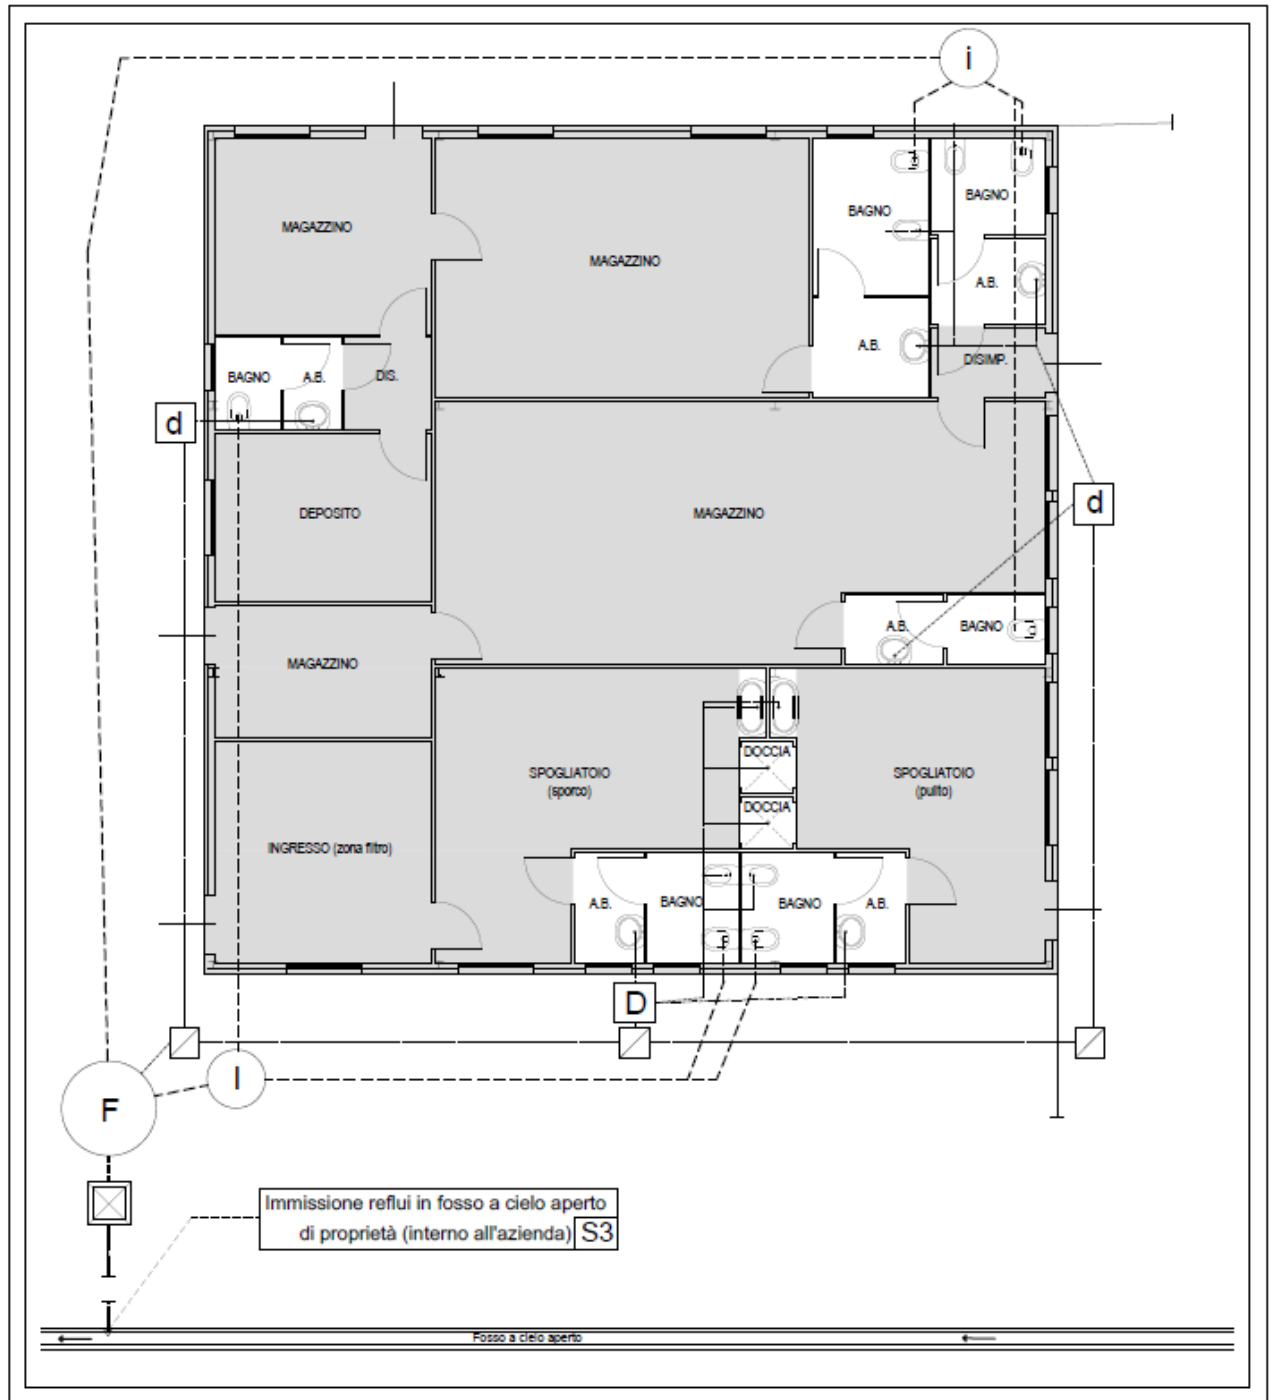 i
MAGAZZINO
MAGAZZINO
BAGNO
BAGNO
A.B.
A.B.
DISIMP.
BAGNO
A.B.
DIS.
d
DEPOSITO
MAGAZZINO
d
A.B.
BAGNO
MAGAZZINO
DOCCIA
SPOGLIATOIO
(sporco)
SPOGLIATOIO
(pulito)
DOCCIA
INGRESSO (zona filtro)
A.B.
BAGNO
BAGNO
A.B.
D
I
F
Immissione reflui in fosso a cielo aperto
di proprietà (interno all'azienda) S3
Fosso a cielo aperto